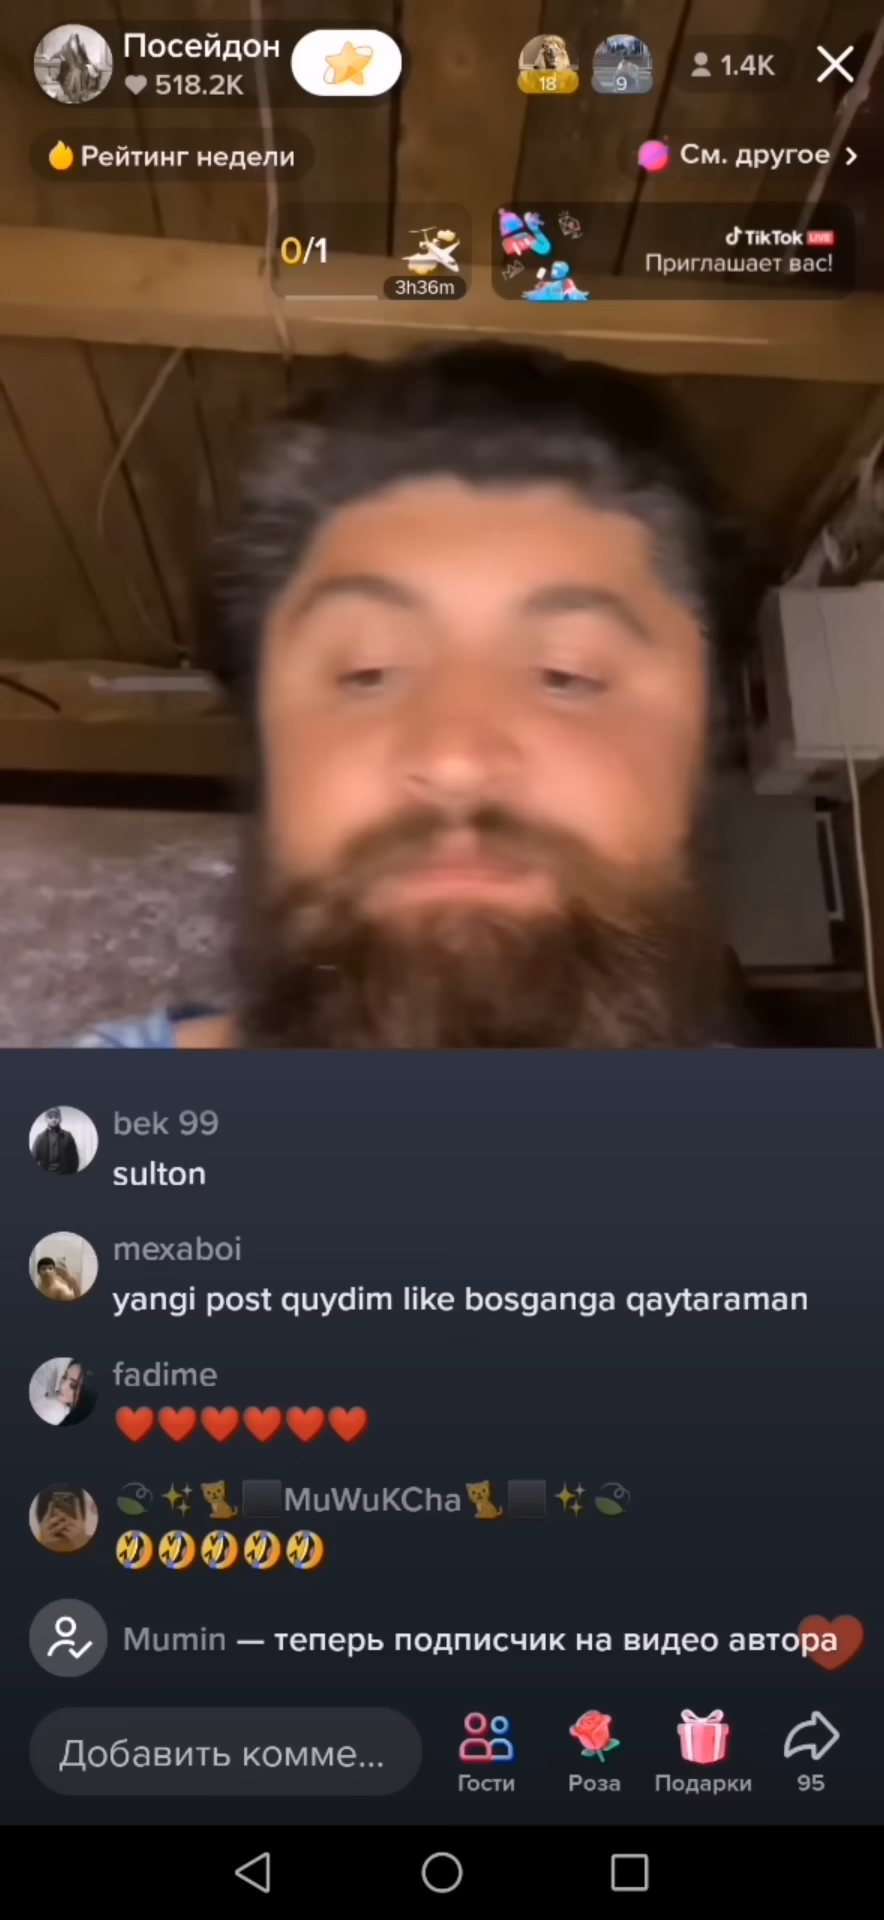 Посейдон
518.2K
18
9
1.4K
Рейтинг недели
См. другое
0/1
3h36m
TikTok LIVE
Приглашает вас!
bek 99
sulton
mexaboi
yangi post quydim like bosganga qaytaraman
fadime
❤️❤️❤️❤️❤️❤️
🍃✨🐈⬛MuWuKCha🐈⬛✨🍃
🤣🤣🤣🤣🤣
Mumin — теперь подписчик на видео автора
Добавить комме...
Гости
Роза
Подарки
95